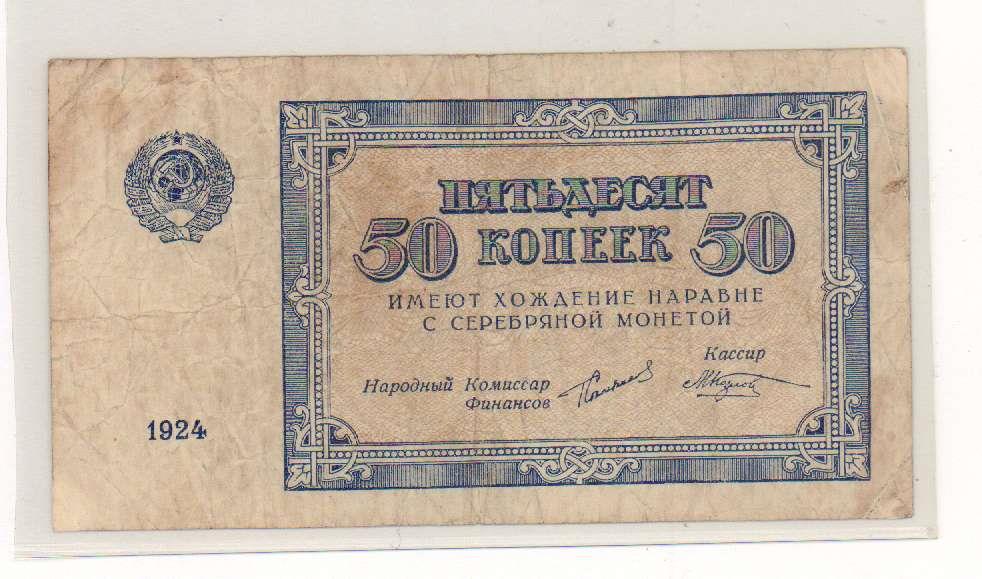 ПЯТЬДЕСЯТ
50 КОПЕЕК 50
ИМЕЮТ ХОЖДЕНИЕ НАРАВНЕ
С СЕРЕБРЯНОЙ МОНЕТОЙ
Народный Комиссар
Финансов
Кассир
1924